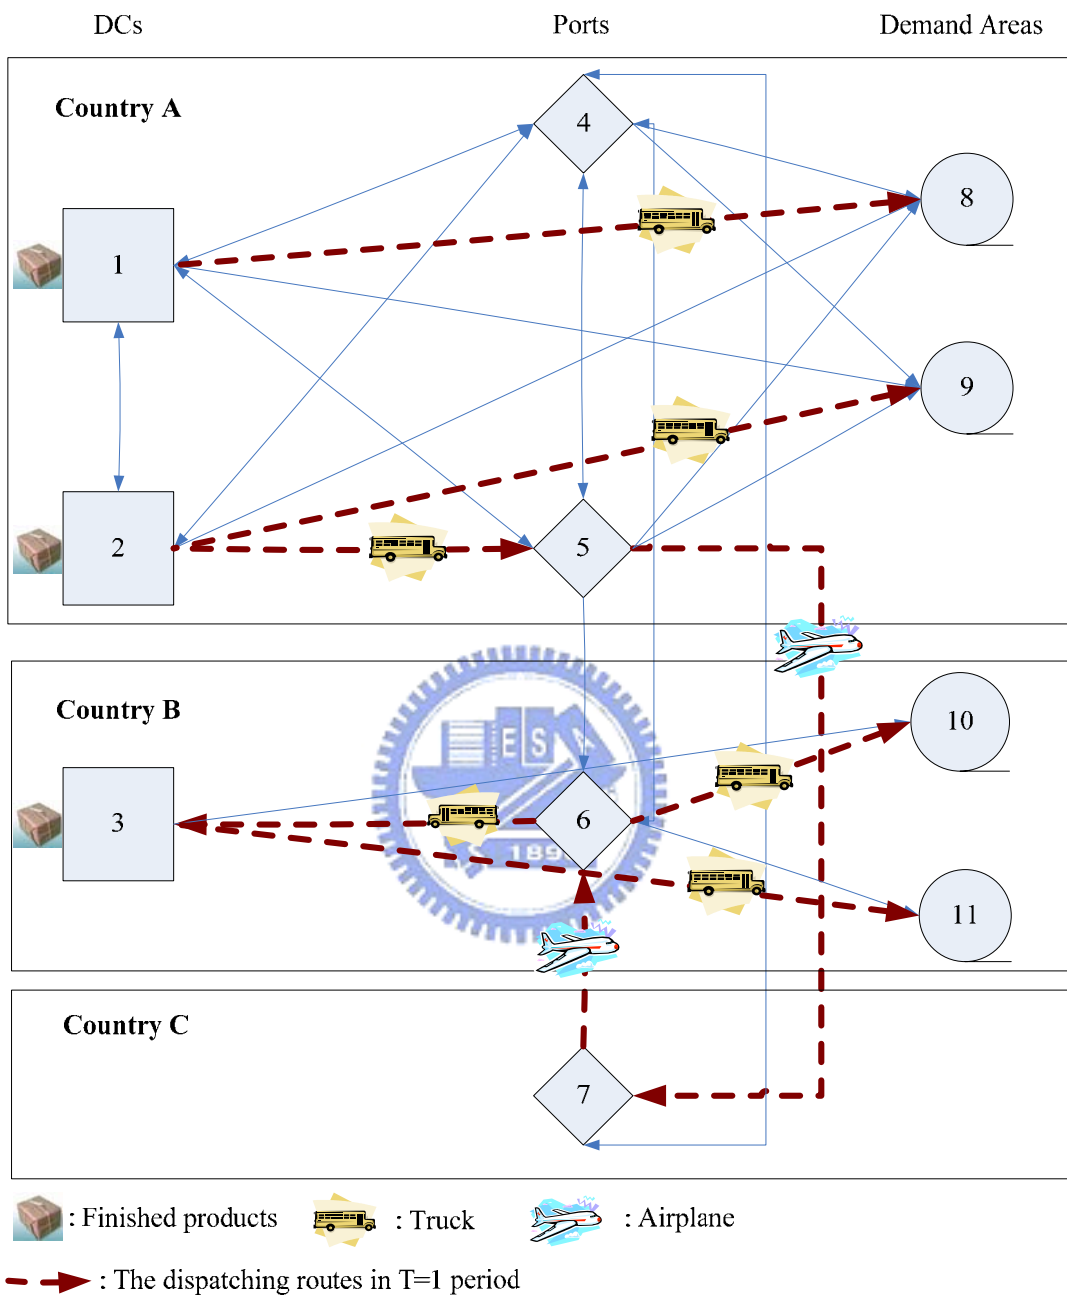 DCs Ports Demand Areas
Country A
4
8
1
9
2 5
Country B
10
E S
3 6
189
11
Country C
7
: Finished products : Truck : Airplane
: The dispatching routes in T=1 period